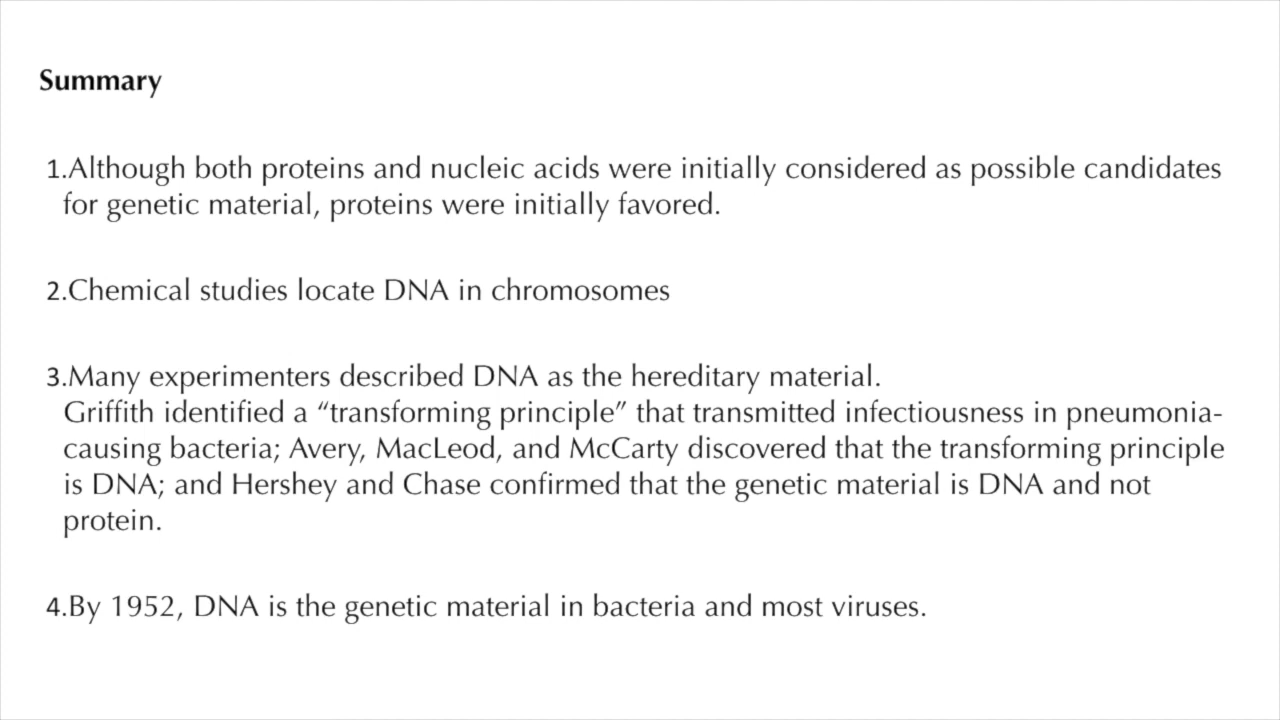 Summary
1.Although both proteins and nucleic acids were initially considered as possible candidates
for genetic material, proteins were initially favored.
2.Chemical studies locate DNA in chromosomes
3.Many experimenters described DNA as the hereditary material.
Griffith identified a “transforming principle” that transmitted infectiousness in pneumonia-
causing bacteria; Avery, MacLeod, and McCarty discovered that the transforming principle
is DNA; and Hershey and Chase confirmed that the genetic material is DNA and not
protein.
4.By 1952, DNA is the genetic material in bacteria and most viruses.